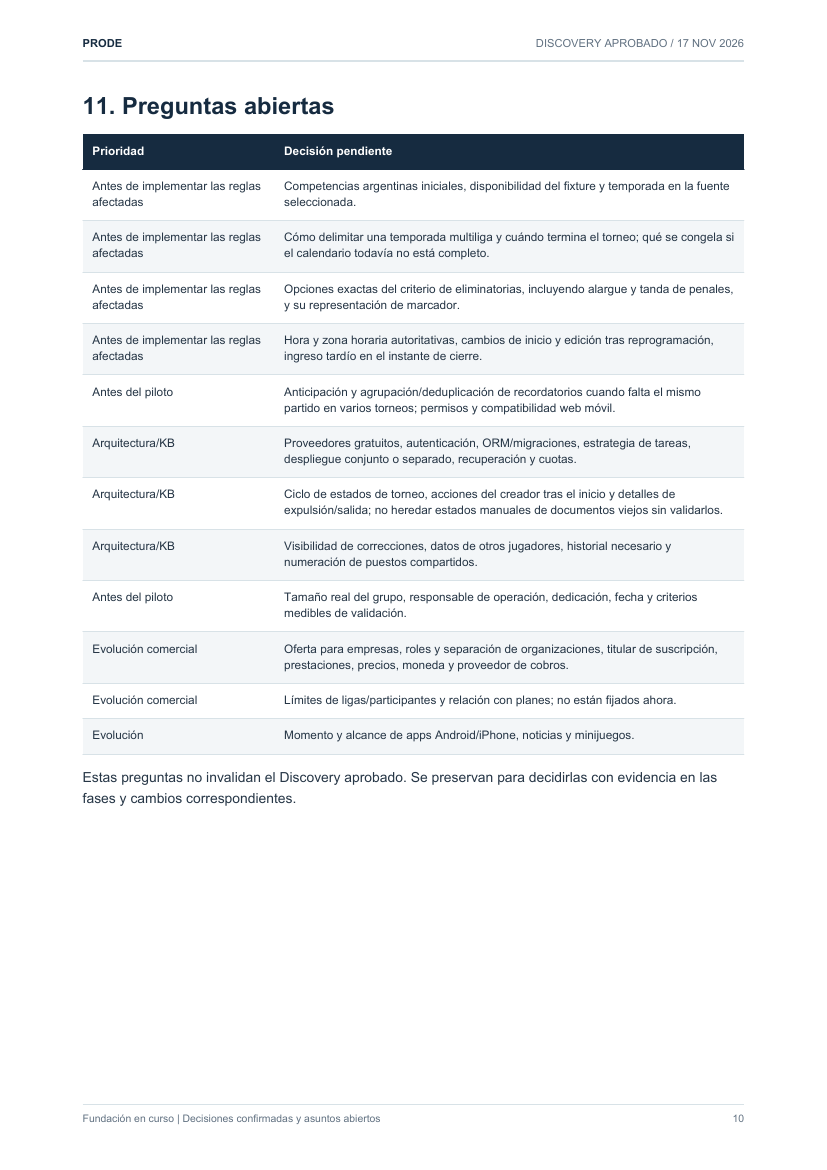 PRODE
DISCOVERY APROBADO / 17 NOV 2026
11. Preguntas abiertas
Prioridad
Decisión pendiente
Antes de implementar las reglas
afectadas
Competencias argentinas iniciales, disponibilidad del fixture y temporada en la fuente
seleccionada.
Antes de implementar las reglas
afectadas
Cómo delimitar una temporada multiliga y cuándo termina el torneo; qué se congela si
el calendario todavía no está completo.
Antes de implementar las reglas
afectadas
Opciones exactas del criterio de eliminatorias, incluyendo alargue y tanda de penales,
y su representación de marcador.
Antes de implementar las reglas
afectadas
Hora y zona horaria autoritativas, cambios de inicio y edición tras reprogramación,
ingreso tardío en el instante de cierre.
Antes del piloto
Anticipación y agrupación/deduplicación de recordatorios cuando falta el mismo
partido en varios torneos; permisos y compatibilidad web móvil.
Arquitectura/KB
Proveedores gratuitos, autenticación, ORM/migraciones, estrategia de tareas,
despliegue conjunto o separado, recuperación y cuotas.
Arquitectura/KB
Ciclo de estados de torneo, acciones del creador tras el inicio y detalles de
expulsión/salida; no heredar estados manuales de documentos viejos sin validarlos.
Arquitectura/KB
Visibilidad de correcciones, datos de otros jugadores, historial necesario y
numeración de puestos compartidos.
Antes del piloto
Tamaño real del grupo, responsable de operación, dedicación, fecha y criterios
medibles de validación.
Evolución comercial
Oferta para empresas, roles y separación de organizaciones, titular de suscripción,
prestaciones, precios, moneda y proveedor de cobros.
Evolución comercial
Límites de ligas/participantes y relación con planes; no están fijados ahora.
Evolución
Momento y alcance de apps Android/iPhone, noticias y minijuegos.
Estas preguntas no invalidan el Discovery aprobado. Se preservan para decidirlas con evidencia en las
fases y cambios correspondientes.
Fundación en curso | Decisiones confirmadas y asuntos abiertos
10